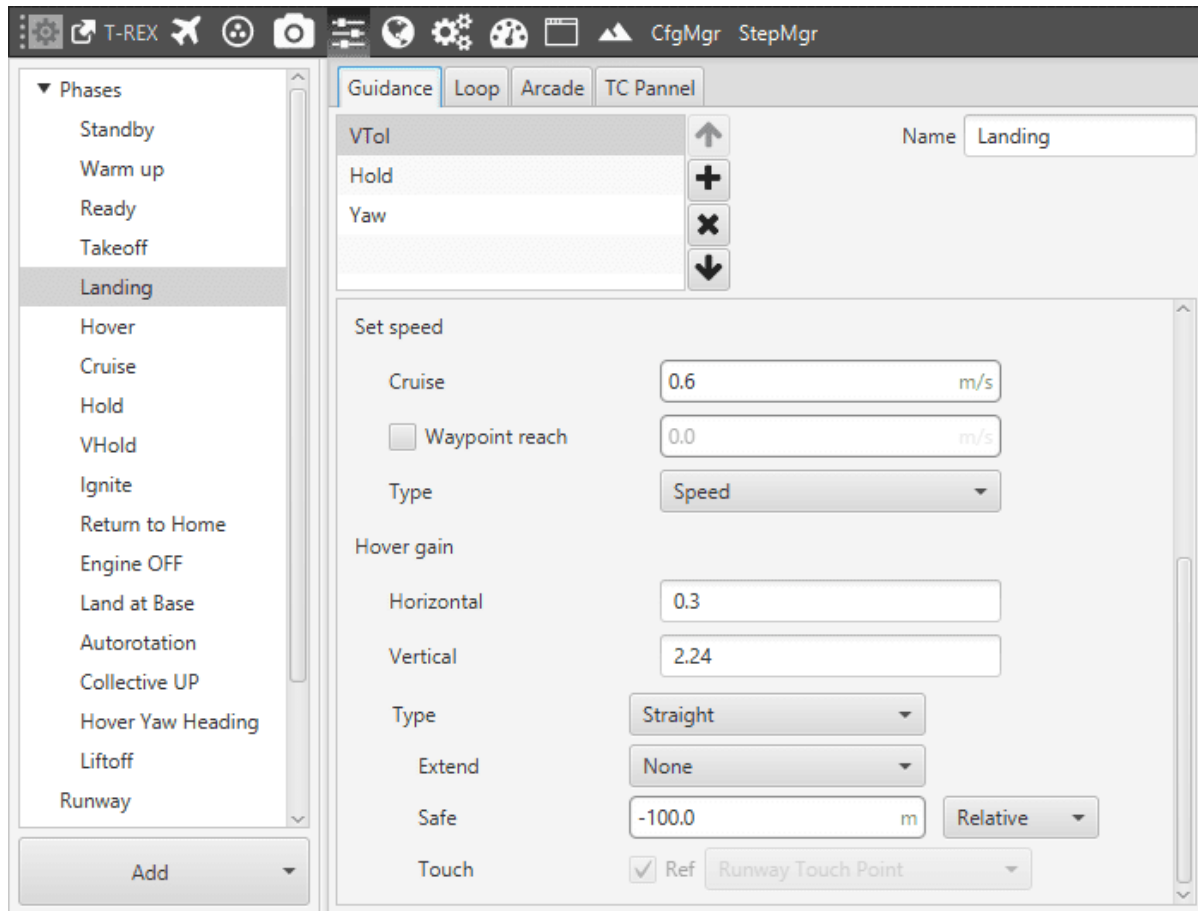 T-REX CfgMgr StepMgr
Phases
Standby
Warm up
Ready
Takeoff
Landing
Hover
Cruise
Hold
VHold
Ignite
Return to Home
Engine OFF
Land at Base
Autorotation
Collective UP
Hover Yaw Heading
Liftoff
Runway
Add
Guidance Loop Arcade TC Pannel
VTol
Hold
Yaw
Name Landing
Set speed
Cruise 0.6 m/s
Waypoint reach 0.0 m/s
Type Speed
Hover gain
Horizontal 0.3
Vertical 2.24
Type Straight
Extend None
Safe -100.0 m Relative
Touch Ref Runway Touch Point